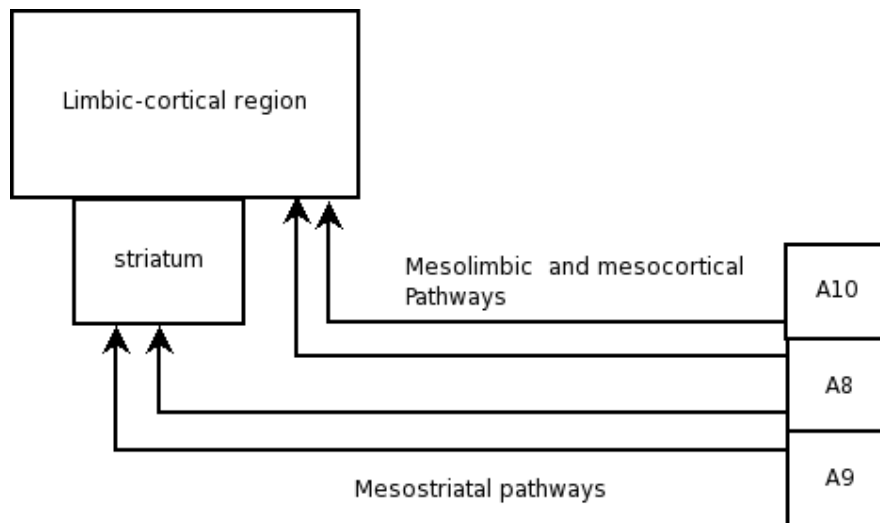 Limbic-cortical region
striatum
Mesolimbic and mesocortical
Pathways
A10
A8
A9
Mesostriatal pathways